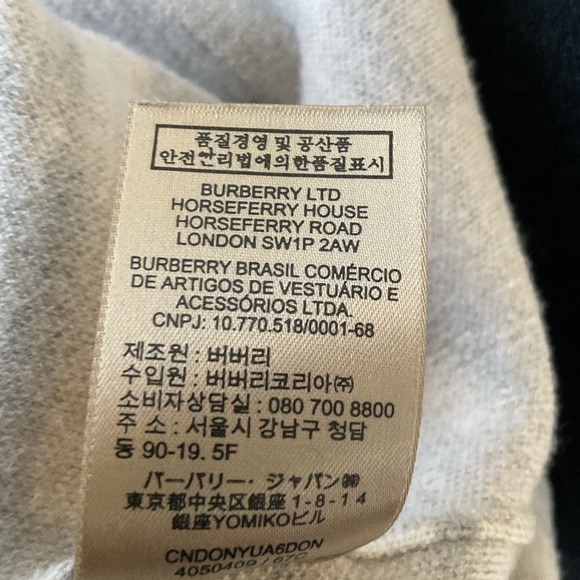 품질경영 및 공산품
안전관리법에의한품질표시
BURBERRY LTD
HORSEFERRY HOUSE
HORSEFERRY ROAD
LONDON SW1P 2AW
BURBERRY BRASIL COMÉRCIO
DE ARTIGOS DE VESTUÁRIO E
ACESSÓRIOS LTDA.
CNPJ: 10.770.518/0001-68
제조원 : 버버리
수입원 : 버버리코리아㈜
소비자상담실 : 080 700 8800
주 소 : 서울시 강남구 청담
동 90-19. 5F
バーバリー・ジャパン㈱
東京都中央区銀座1-8-14
銀座YOMIKOビル
CNDONYUA6DON
4050409 / 67C